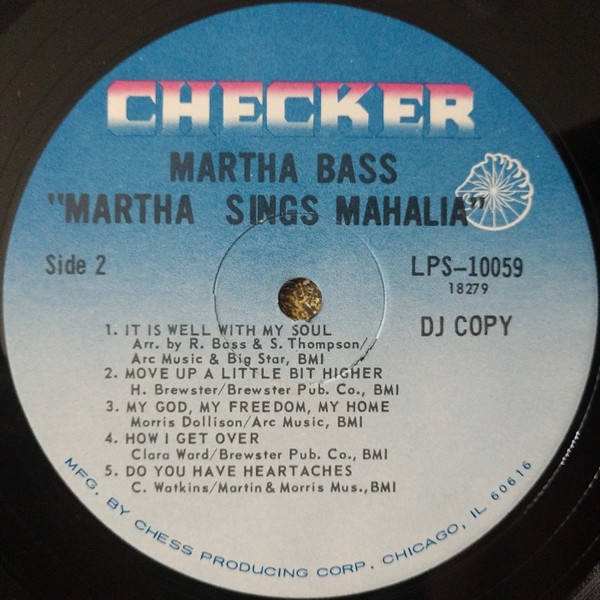 CHECKER
MARTHA BASS
"MARTHA SINGS MAHALIA"
Side 2
LPS-10059
18279
DJ COPY
1. IT IS WELL WITH MY SOUL
Arr. by R. Bass & S. Thompson/
Arc Music & Big Star, BMI
2. MOVE UP A LITTLE BIT HIGHER
H. Brewster/Brewster Pub. Co., BMI
3. MY GOD, MY FREEDOM, MY HOME
Morris Dollison/Arc Music, BMI
4. HOW I GET OVER
Clara Ward/Brewster Pub. Co., BMI
5. DO YOU HAVE HEARTACHES
C. Watkins/Martin & Morris Mus., BMI
MFG. BY CHESS PRODUCING CORP. CHICAGO, IL 60616